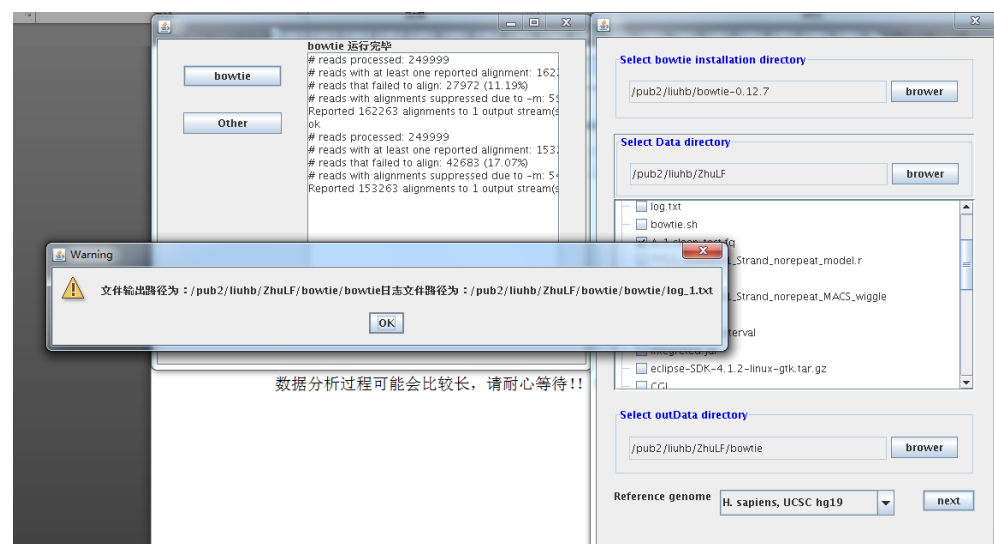 bowtie 运行完毕
bowtie
Other
# reads processed: 249999
# reads with at least one reported alignment: 162
# reads that failed to align: 27972 (11.19%)
# reads with alignments suppressed due to -m: 5
Reported 162263 alignments to 1 output stream(s
ok
# reads processed: 249999
# reads with at least one reported alignment: 153
# reads that failed to align: 42683 (17.07%)
# reads with alignments suppressed due to -m: 5
Reported 153263 alignments to 1 output stream(s
Warning
文件输出路径为:/pub2/liuhb/ZhuLF/bowtie/bowtie日志文件路径为:/pub2/liuhb/ZhuLF/bowtie/bowtie/log_1.txt
OK
数据分析过程可能会比较长，请耐心等待!!
Select bowtie installation directory
/pub2/liuhb/bowtie-0.12.7
brower
Select Data directory
/pub2/liuhb/ZhuLF
brower
log.txt
bowtie.sh
_Strand_norepeat_model.r
_Strand_norepeat_MACS_wiggle
terval
eclipse-SDK-4.1.2-linux-gtk.tar.gz
Select outData directory
/pub2/liuhb/ZhuLF/bowtie
brower
Reference genome
H. sapiens, UCSC hg19
next